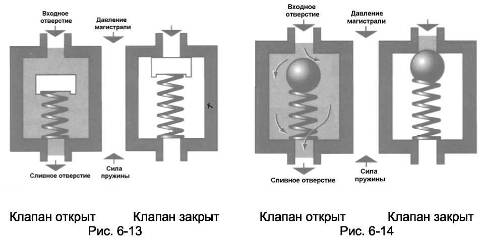 Входное отверстие
Давление магистрали
Сливное отверстие
Сила пружины
Клапан открыт
Клапан закрыт
Рис. 6-13
Входное отверстие
Давление магистрали
Сливное отверстие
Сила пружины
Клапан открыт
Клапан закрыт
Рис. 6-14